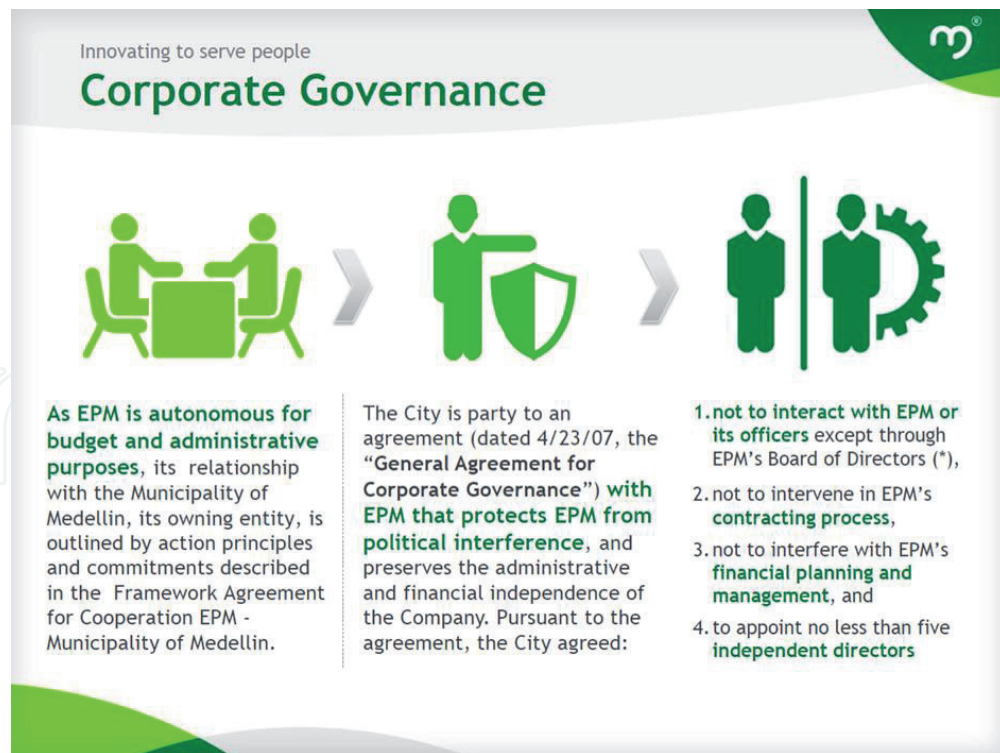 Innovating to serve people
Corporate Governance
m®
As EPM is autonomous for
budget and administrative
purposes, its relationship
with the Municipality of
Medellin, its owning entity, is
outlined by action principles
and commitments described
in the Framework Agreement
for Cooperation EPM -
Municipality of Medellin.
The City is party to an
agreement (dated 4/23/07, the
“General Agreement for
Corporate Governance”) with
EPM that protects EPM from
political interference, and
preserves the administrative
and financial independence of
the Company. Pursuant to the
agreement, the City agreed:
1. not to interact with EPM or
its officers except through
EPM’s Board of Directors (*),
2. not to intervene in EPM’s
contracting process,
3. not to interfere with EPM’s
financial planning and
management, and
4. to appoint no less than five
independent directors